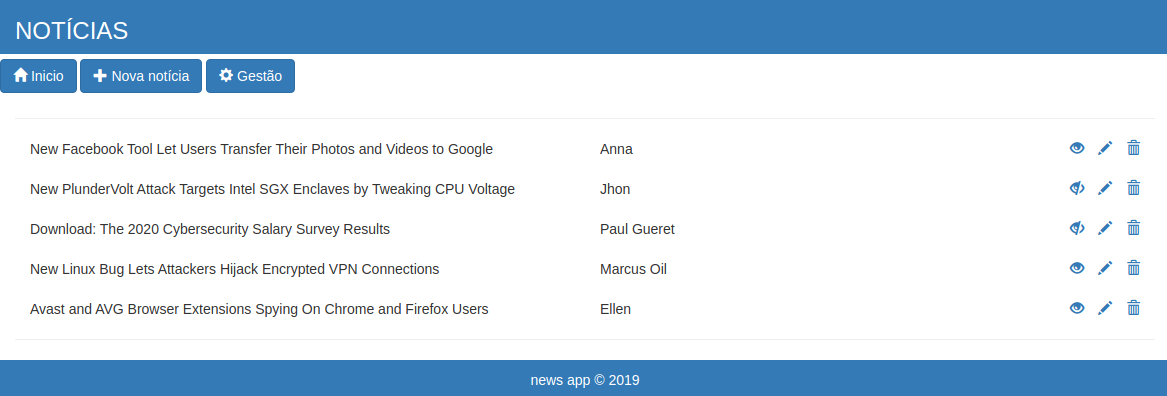 NOTÍCIAS
Inicio Nova notícia Gestão
New Facebook Tool Let Users Transfer Their Photos and Videos to Google Anna
New PlunderVolt Attack Targets Intel SGX Enclaves by Tweaking CPU Voltage Jhon
Download: The 2020 Cybersecurity Salary Survey Results Paul Gueret
New Linux Bug Lets Attackers Hijack Encrypted VPN Connections Marcus Oil
Avast and AVG Browser Extensions Spying On Chrome and Firefox Users Ellen
news app © 2019